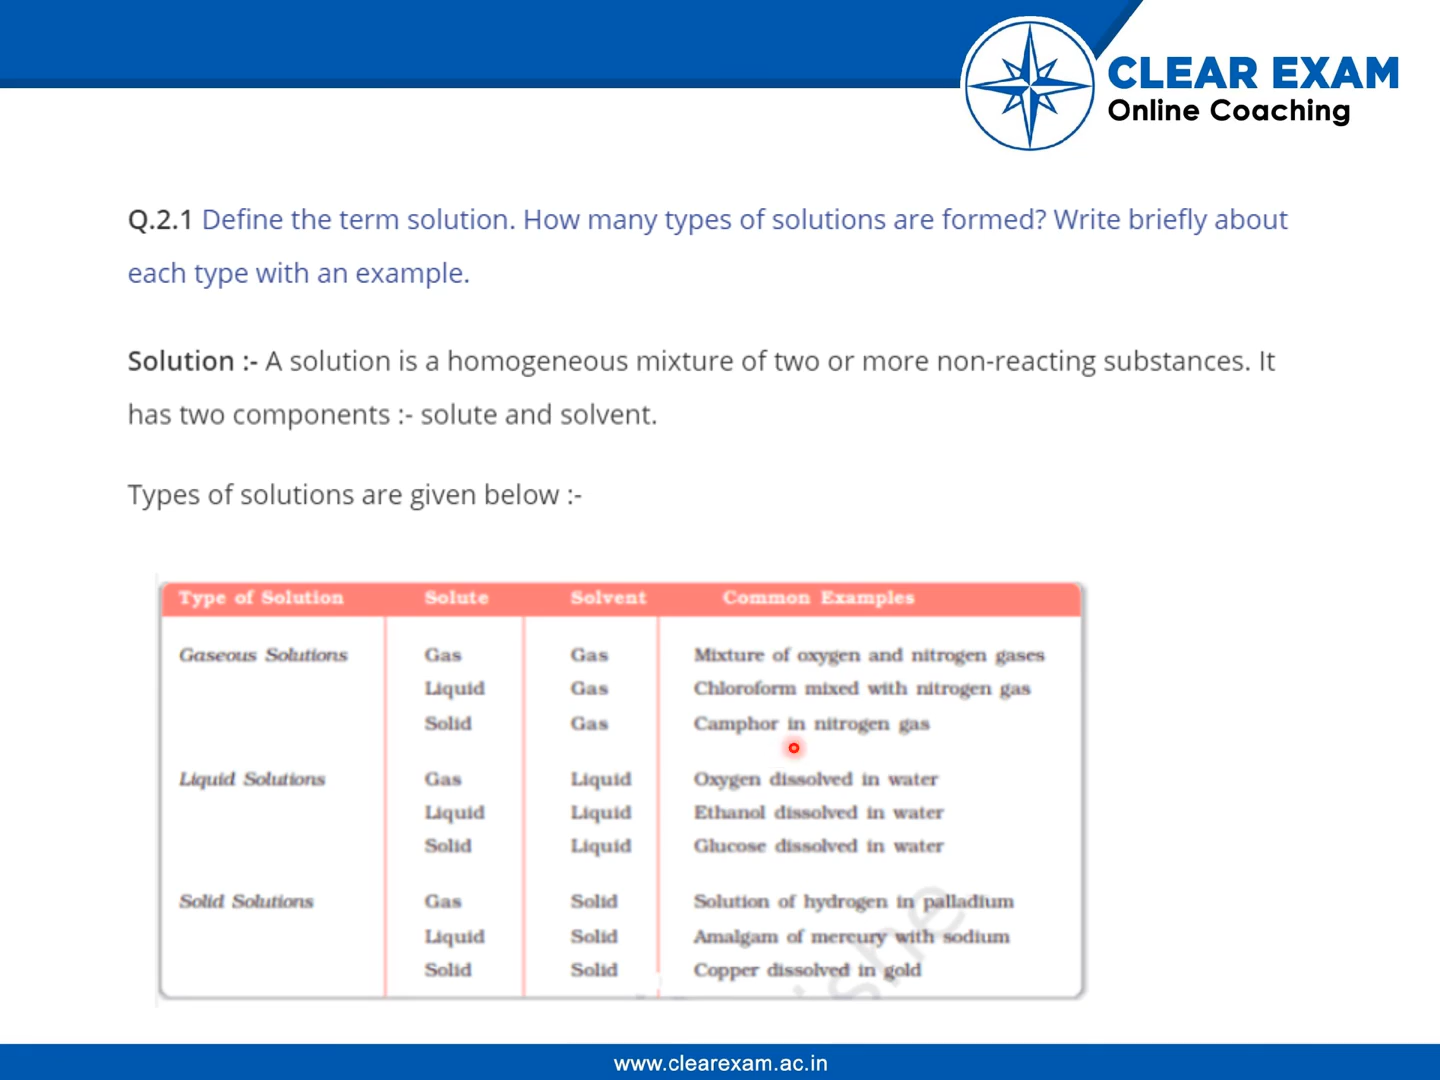 CLEAR EXAM
Online Coaching
Q.2.1 Define the term solution. How many types of solutions are formed? Write briefly about
each type with an example.
Solution :- A solution is a homogeneous mixture of two or more non-reacting substances. It
has two components :- solute and solvent.
Types of solutions are given below :-
Type of Solution Solute Solvent Common Examples
Gaseous Solutions Gas Gas Mixture of oxygen and nitrogen gases
Liquid Gas Chloroform mixed with nitrogen gas
Solid Gas Camphor in nitrogen gas
Liquid Solutions Gas Liquid Oxygen dissolved in water
Liquid Liquid Ethanol dissolved in water
Solid Liquid Glucose dissolved in water
Solid Solutions Gas Solid Solution of hydrogen in palladium
Liquid Solid Amalgam of mercury with sodium
Solid Solid Copper dissolved in gold
www.clearexam.ac.in